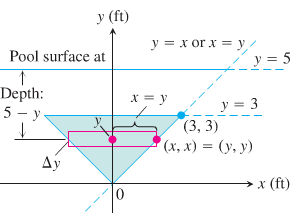 y (ft)
y = x or x = y
Pool surface at
y = 5
Depth:
x = y
5 − y
y
y = 3
(3, 3)
(x, x) = (y, y)
Δy
x (ft)
0